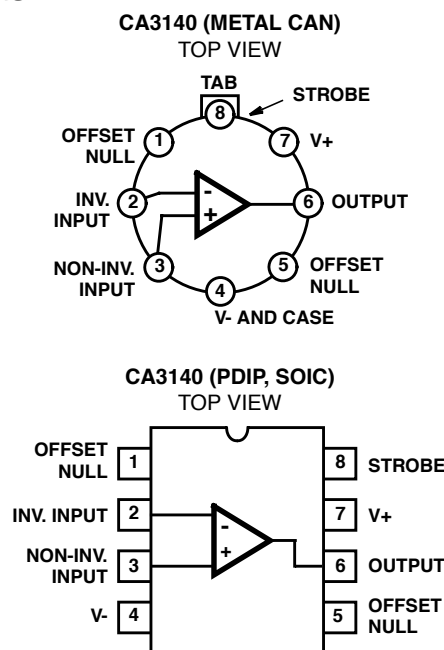 CA3140 (METAL CAN)
TOP VIEW
TAB
8
STROBE
OFFSET
NULL
1
7
V+
INV.
INPUT
2
-
+
6
OUTPUT
NON-INV.
INPUT
3
5
OFFSET
NULL
4
V- AND CASE
CA3140 (PDIP, SOIC)
TOP VIEW
OFFSET
NULL
1
8
STROBE
INV. INPUT
2
-
+
7
V+
NON-INV.
INPUT
3
6
OUTPUT
V-
4
5
OFFSET
NULL